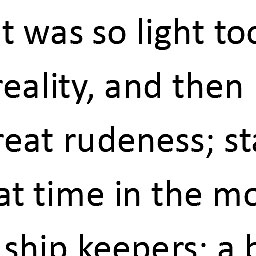 t was so light too
reality, and then
reat rudeness; sta
at time in the mo
ship keepers; a b